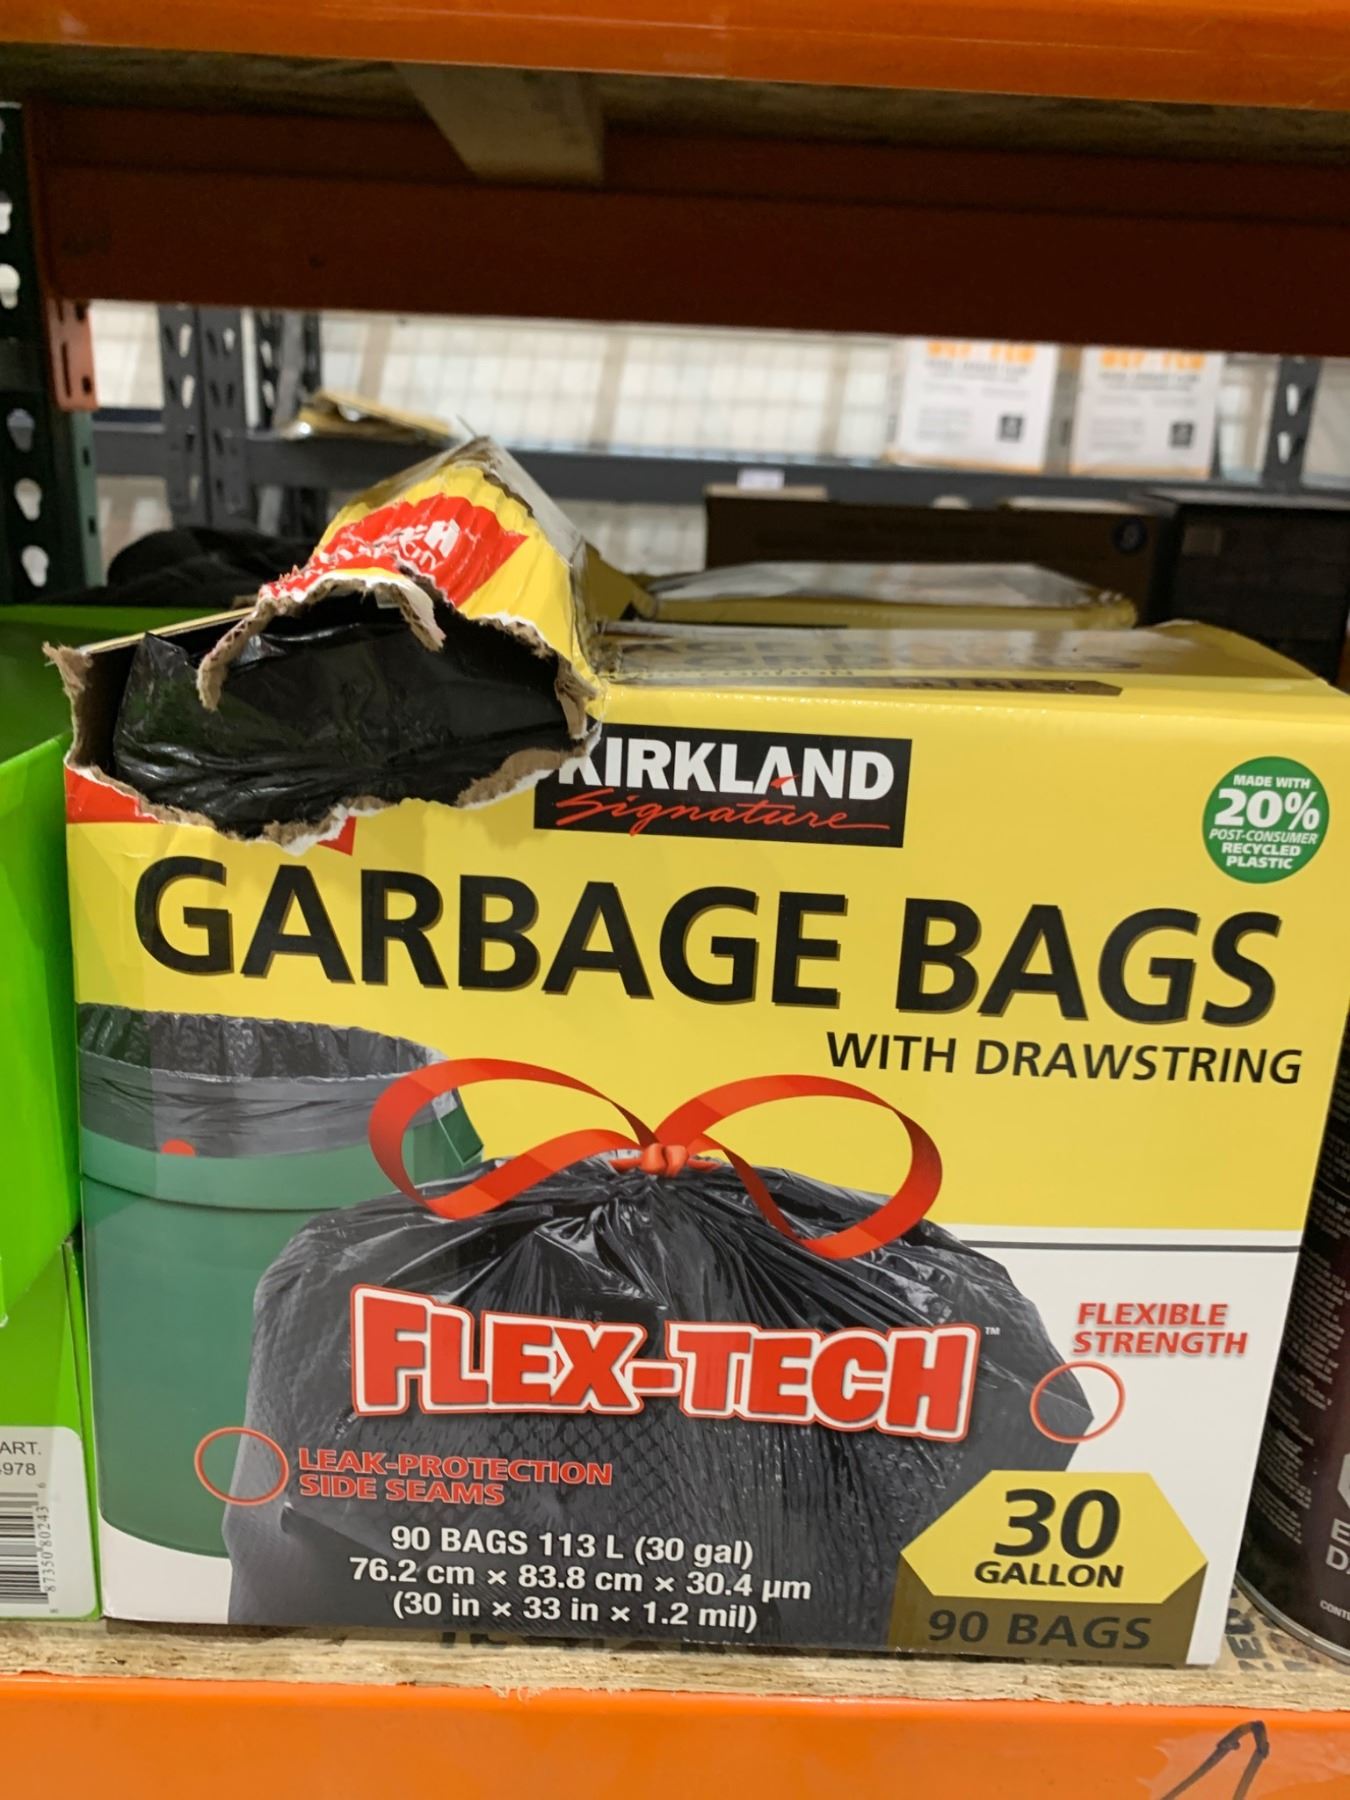 KIRKLAND
Signature
MADE WITH
20%
POST-CONSUMER
RECYCLED
PLASTIC
GARBAGE BAGS
WITH DRAWSTRING
FLEX-TECH™
FLEXIBLE
STRENGTH
LEAK-PROTECTION
SIDE SEAMS
90 BAGS 113 L (30 gal)
76.2 cm × 83.8 cm × 30.4 µm
(30 in × 33 in × 1.2 mil)
30
GALLON
90 BAGS
ART.